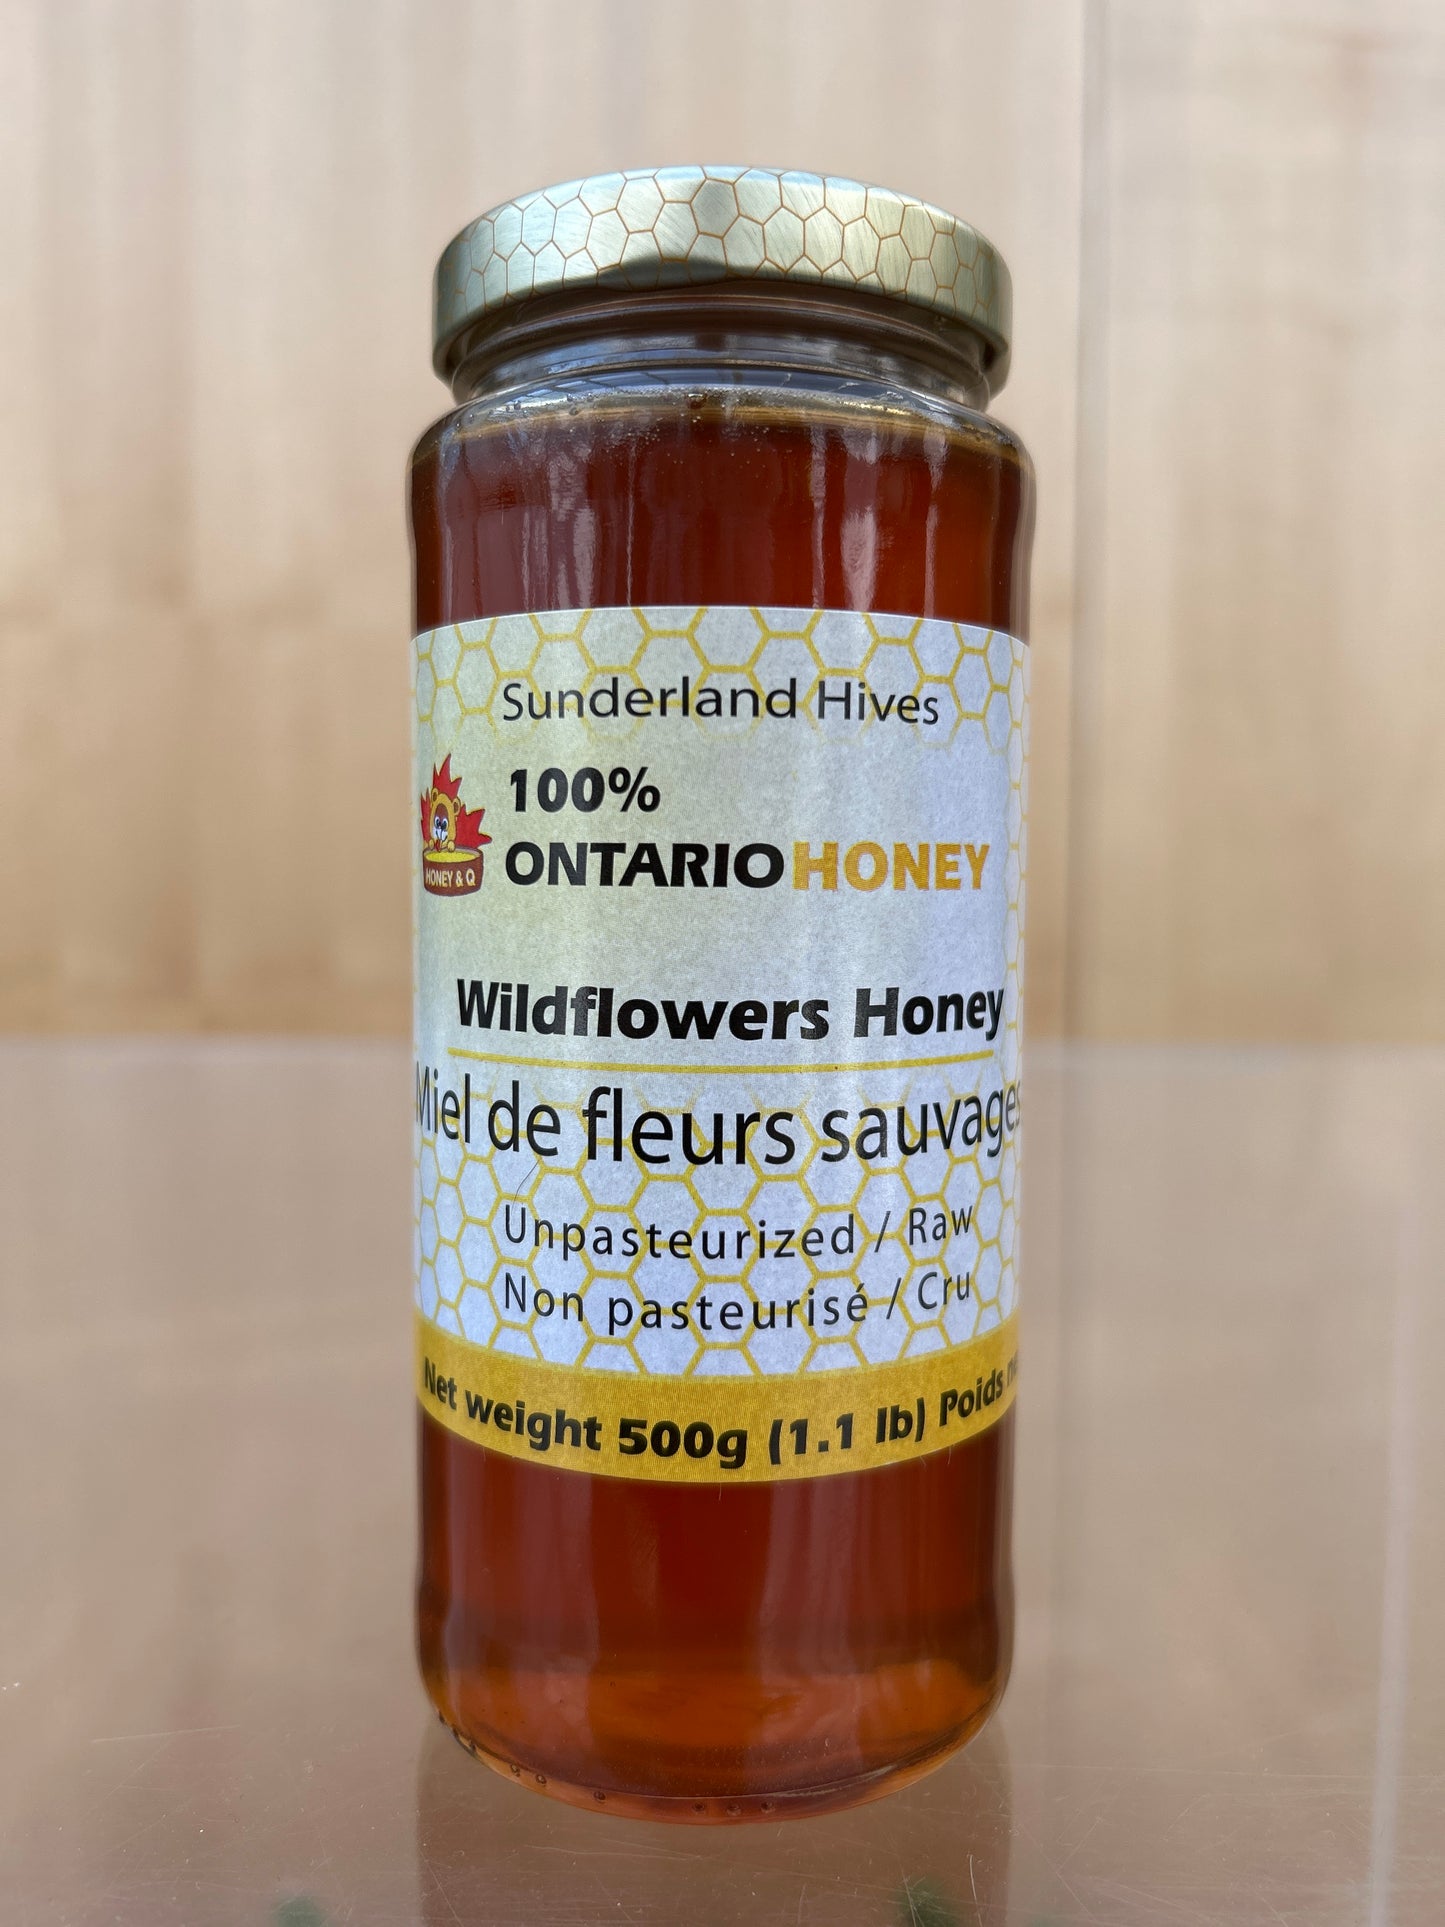 Sunderland Hives
100%
ONTARIO HONEY
HONEY & Q
Wildflowers Honey
Miel de fleurs sauvages
Unpasteurized / Raw
Non pasteurisé / Cru
Net weight 500g (1.1 lb) Poids